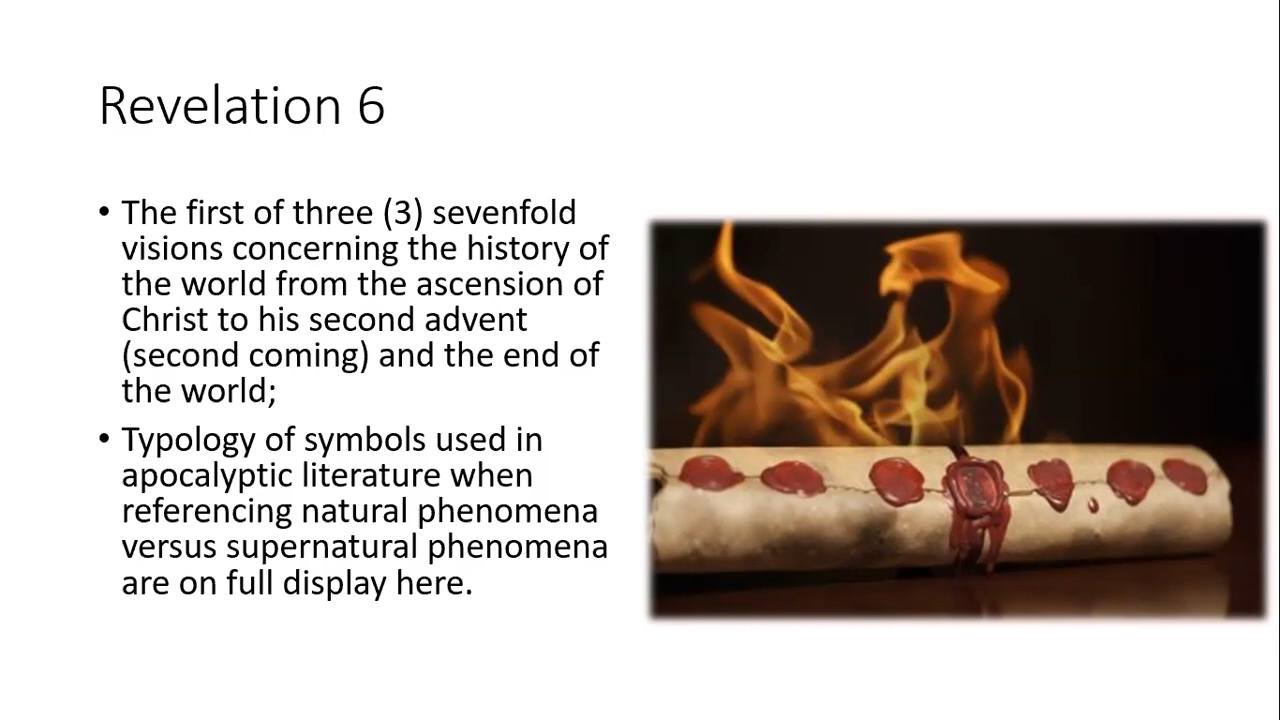 Revelation 6
• The first of three (3) sevenfold
visions concerning the history of
the world from the ascension of
Christ to his second advent
(second coming) and the end of
the world;
• Typology of symbols used in
apocalyptic literature when
referencing natural phenomena
versus supernatural phenomena
are on full display here.